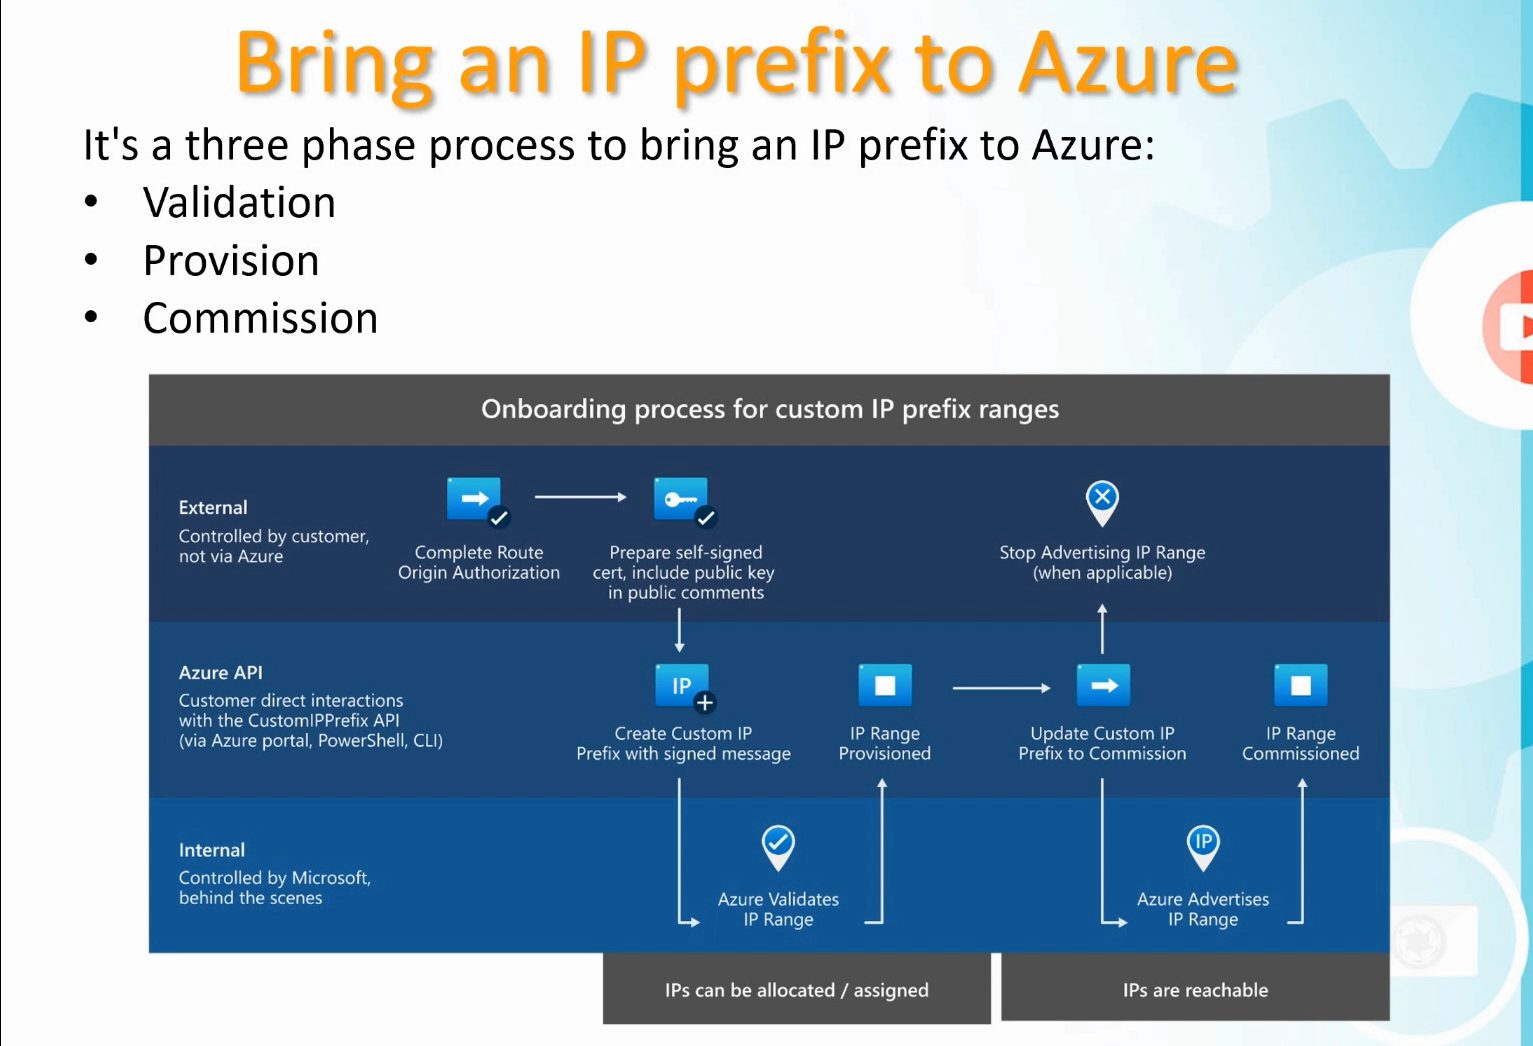 Bring an IP prefix to Azure
It's a three phase process to bring an IP prefix to Azure:
• Validation
• Provision
• Commission
Onboarding process for custom IP prefix ranges
External
Controlled by customer,
not via Azure
Complete Route
Origin Authorization
Prepare self-signed
cert, include public key
in public comments
Stop Advertising IP Range
(when applicable)
Azure API
Customer direct interactions
with the CustomIPPrefix API
(via Azure portal, PowerShell, CLI)
IP
Create Custom IP
Prefix with signed message
IP Range
Provisioned
Update Custom IP
Prefix to Commission
IP Range
Commissioned
Internal
Controlled by Microsoft,
behind the scenes
Azure Validates
IP Range
IP
Azure Advertises
IP Range
IPs can be allocated / assigned
IPs are reachable